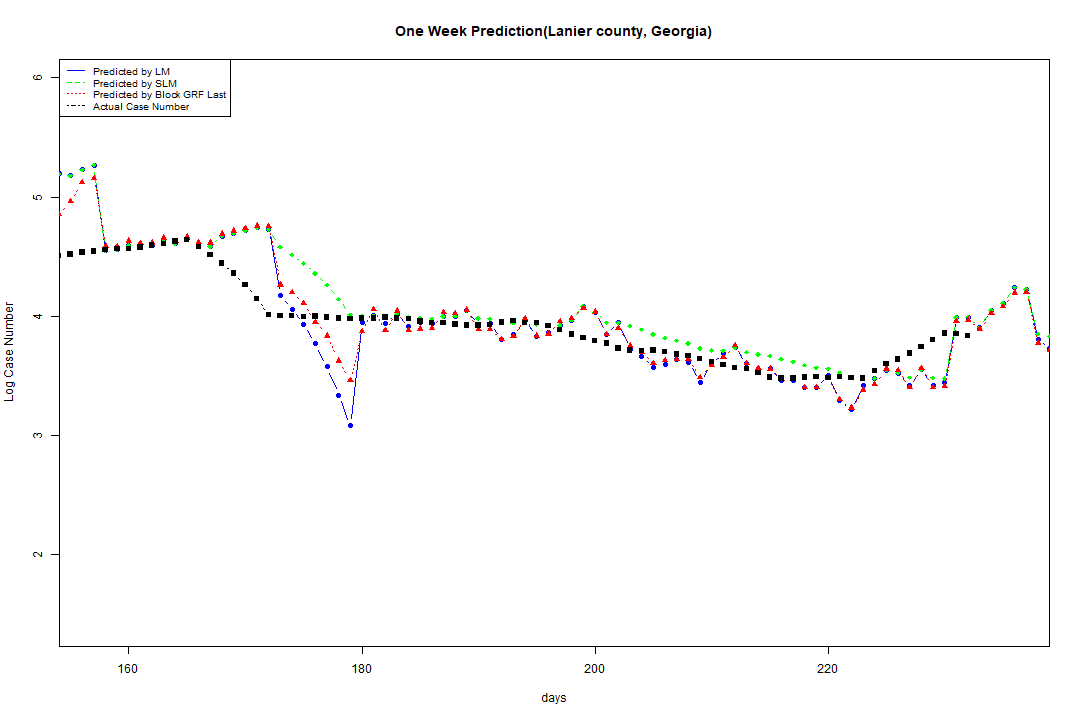 One Week Prediction(Lanier county, Georgia)
Predicted by LM
Predicted by SLM
Predicted by Block GRF Last
Actual Case Number
6
5
4
3
2
Log Case Number
160
180
200
220
days